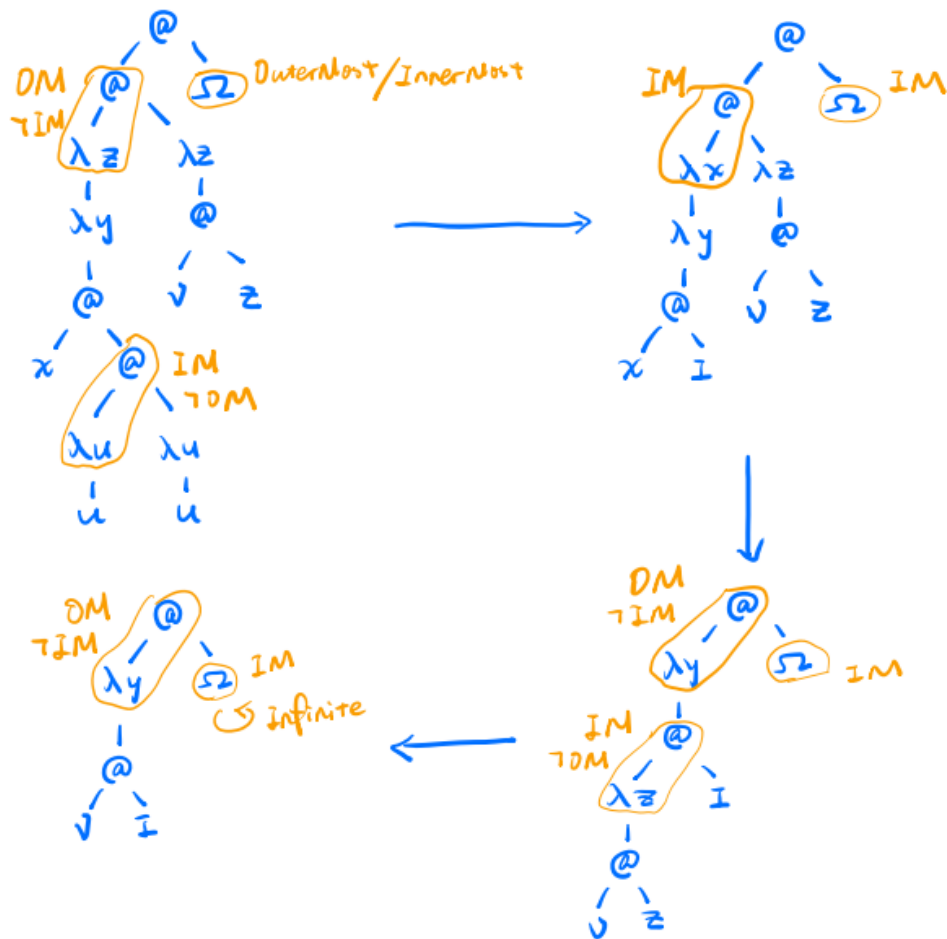 @
OM @ Ω OuterMost/InnerMost
¬IM
λz λz
λy @
@ v z
x @ IM
¬OM
λu λu
u u
@
IM @ Ω IM
λx λz
λy @
@ v z
x I
OM @
¬IM
λy Ω IM
IM @
¬OM
λz I
@
v z
OM @
¬IM
λy Ω IM
Infinite
@
v I